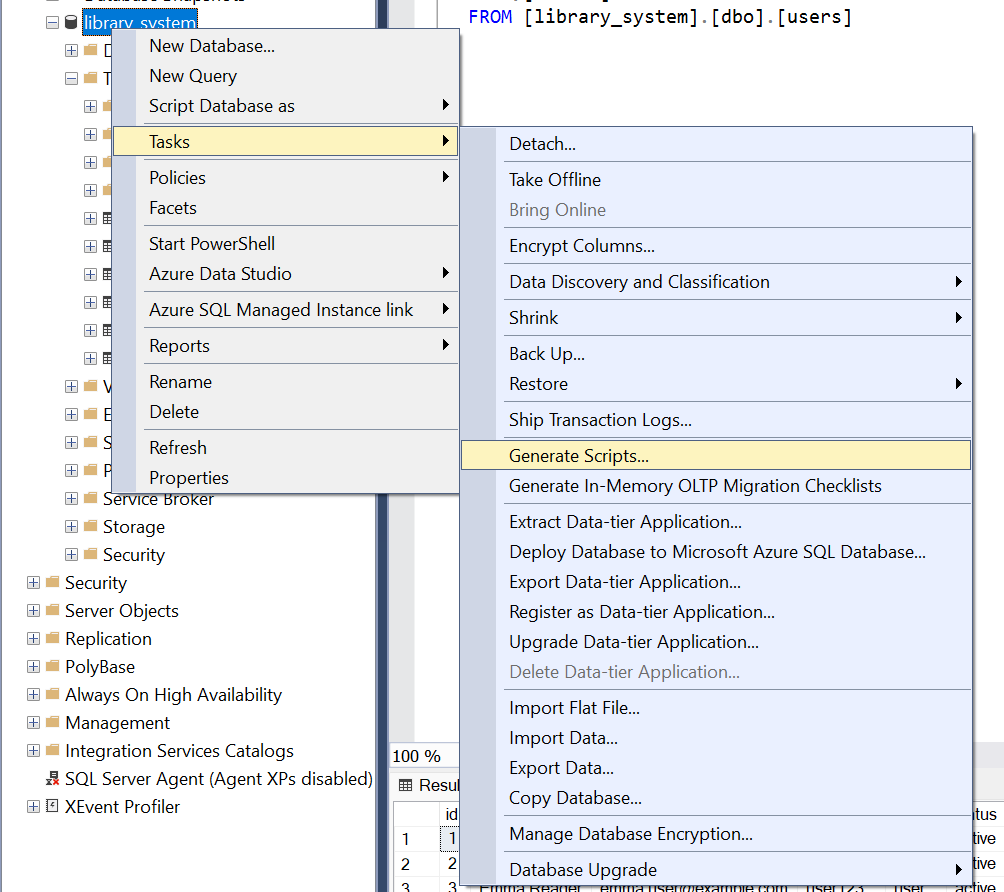 library_system
FROM [library_system].[dbo].[users]
New Database...
New Query
Script Database as
Tasks
Policies
Facets
Start PowerShell
Azure Data Studio
Azure SQL Managed Instance link
Reports
Rename
Delete
Refresh
Properties
Detach...
Take Offline
Bring Online
Encrypt Columns...
Data Discovery and Classification
Shrink
Back Up...
Restore
Ship Transaction Logs...
Generate Scripts...
Generate In-Memory OLTP Migration Checklists
Extract Data-tier Application...
Deploy Database to Microsoft Azure SQL Database...
Export Data-tier Application...
Register as Data-tier Application...
Upgrade Data-tier Application...
Delete Data-tier Application...
Import Flat File...
Import Data...
Export Data...
Copy Database...
Manage Database Encryption...
Database Upgrade
Service Broker
Storage
Security
Security
Server Objects
Replication
PolyBase
Always On High Availability
Management
Integration Services Catalogs
SQL Server Agent (Agent XPs disabled)
XEvent Profiler
100 %
Resul
id
tus
1 1 tive
2 2 tive
3 3 Emma Reader emma.user@example.com user123 user active